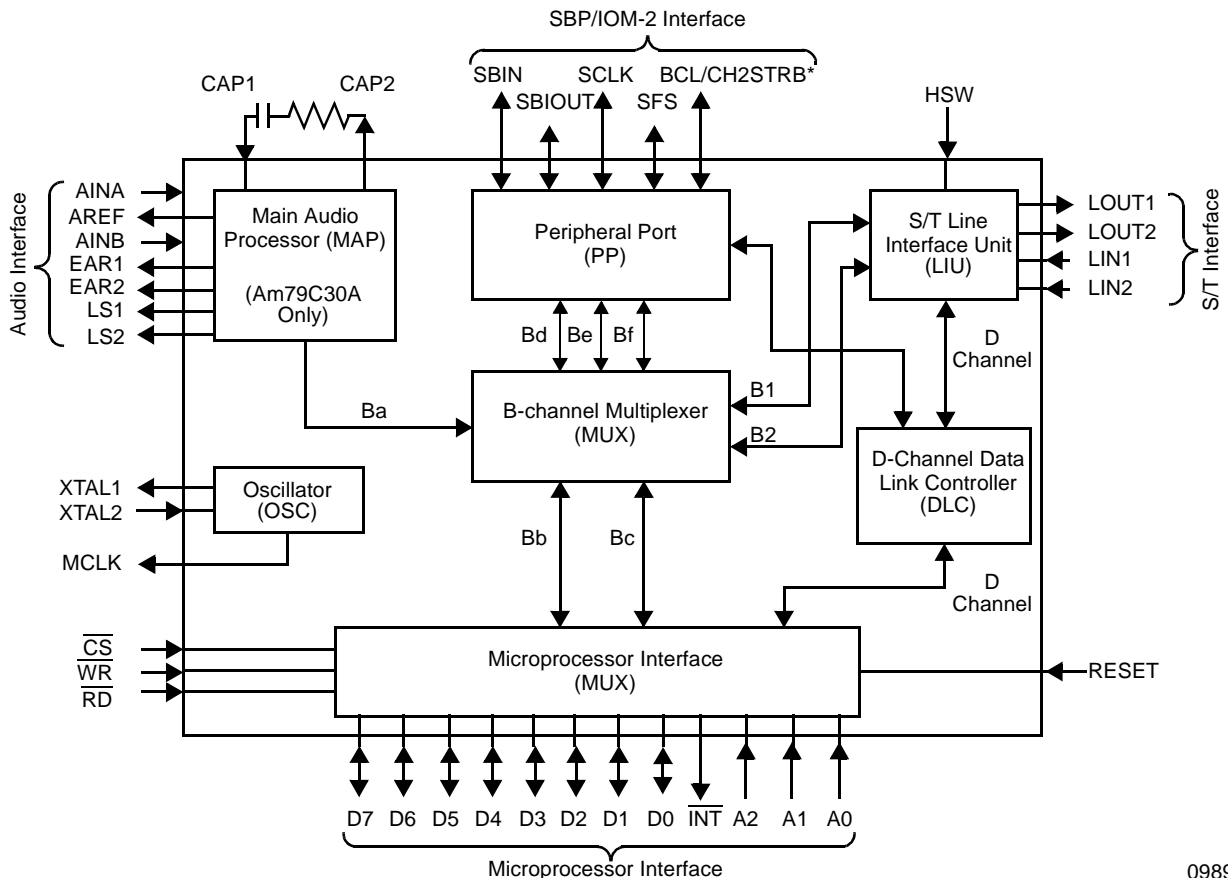 SBP/IOM-2 Interface
SBIN
SCLK
BCL/CH2STRB*
SBIOUT
SFS
CAP1
CAP2
HSW
Audio Interface
AINA
AREF
AINB
EAR1
EAR2
LS1
LS2
Main Audio
Processor (MAP)
(Am79C30A
Only)
Peripheral Port
(PP)
S/T Line
Interface Unit
(LIU)
LOUT1
LOUT2
LIN1
LIN2
S/T Interface
Bd
Be
Bf
D
Channel
Ba
B-channel Multiplexer
(MUX)
B1
B2
D-Channel Data
Link Controller
(DLC)
XTAL1
XTAL2
Oscillator
(OSC)
MCLK
Bb
Bc
D
Channel
CS
WR
RD
Microprocessor Interface
(MUX)
RESET
D7 D6 D5 D4 D3 D2 D1 D0 INT A2 A1 A0
Microprocessor Interface
0989